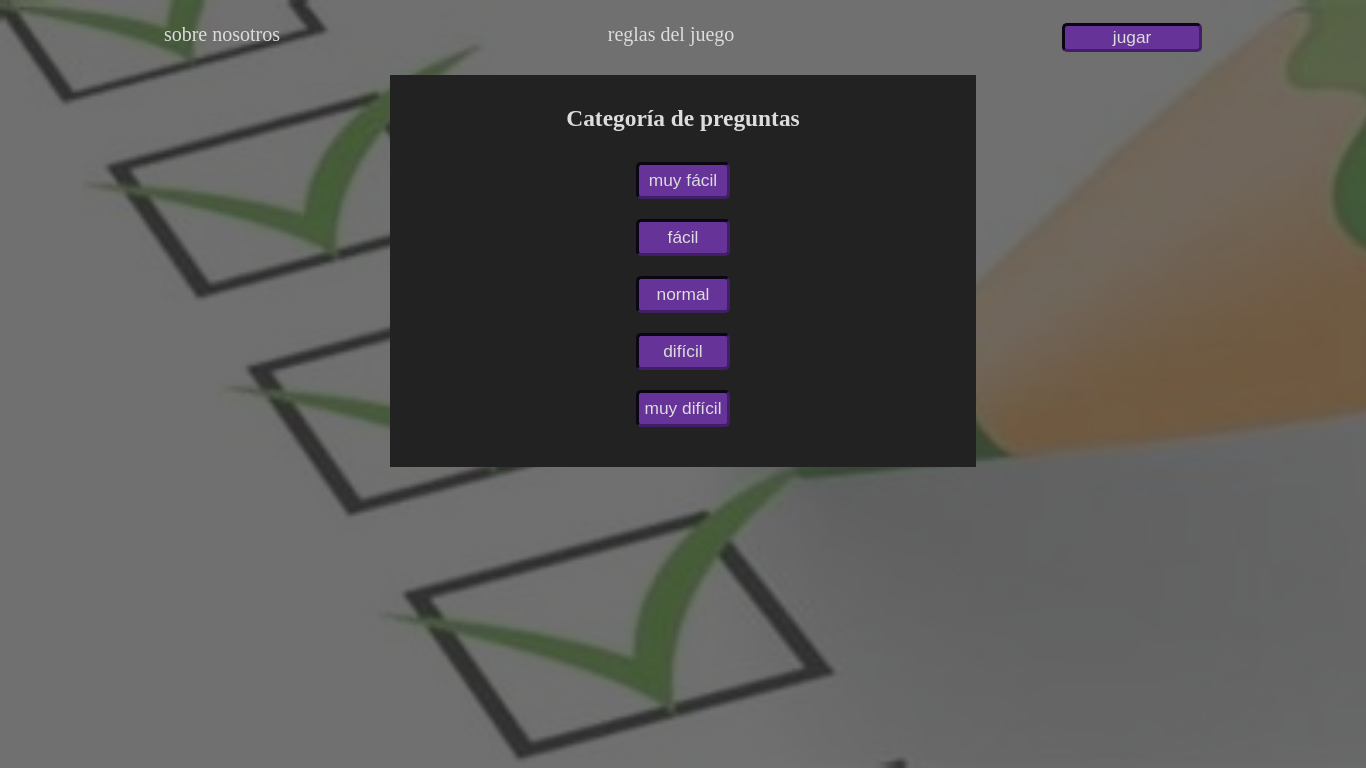 sobre nosotros
reglas del juego
jugar
Categoría de preguntas
muy fácil
fácil
normal
difícil
muy difícil